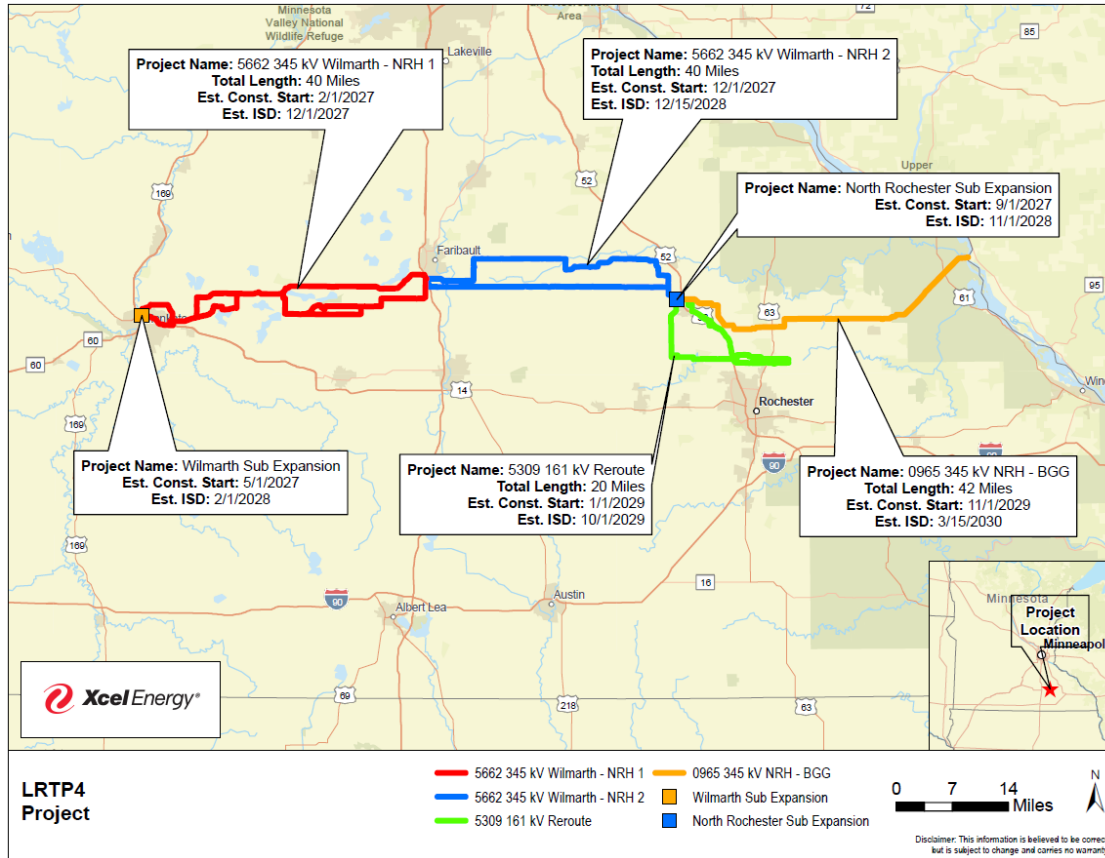 Minnesota
Valley National
Wildlife Refuge
Area
72
85
Lakeville
Project Name: 5662 345 kV Wilmarth - NRH 1
Total Length: 40 Miles
Est. Const. Start: 2/1/2027
Est. ISD: 12/1/2027
Project Name: 5662 345 kV Wilmarth - NRH 2
Total Length: 40 Miles
Est. Const. Start: 12/1/2027
Est. ISD: 12/15/2028
Upper
169
52
Project Name: North Rochester Sub Expansion
Est. Const. Start: 9/1/2027
Est. ISD: 11/1/2028
Faribault
52
61
95
63
60
60
14
169
169
Rochester
90
90
Project Name: Wilmarth Sub Expansion
Est. Const. Start: 5/1/2027
Est. ISD: 2/1/2028
Project Name: 5309 161 kV Reroute
Total Length: 20 Miles
Est. Const. Start: 1/1/2029
Est. ISD: 10/1/2029
Project Name: 0965 345 kV NRH - BGG
Total Length: 42 Miles
Est. Const. Start: 11/1/2029
Est. ISD: 3/15/2030
16
90
Albert Lea
Austin
Minnesota
Project
Location
Minneapol
Xcel Energy®
69
218
63
LRTP4
Project
5662 345 kV Wilmarth - NRH 1
5662 345 kV Wilmarth - NRH 2
5309 161 kV Reroute
0965 345 kV NRH - BGG
Wilmarth Sub Expansion
North Rochester Sub Expansion
0 7 14
Miles
N
Disclaimer: This information is believed to be correc
but is subject to change and carries no warranty